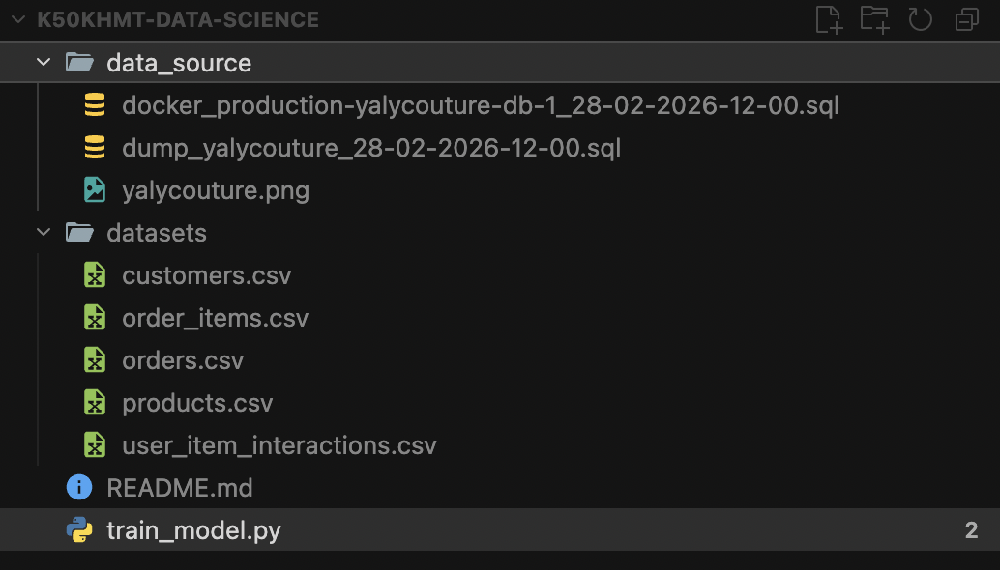 K50KHMT-DATA-SCIENCE
data_source
docker_production-yalycouture-db-1_28-02-2026-12-00.sql
dump_yalycouture_28-02-2026-12-00.sql
yalycouture.png
datasets
customers.csv
order_items.csv
orders.csv
products.csv
user_item_interactions.csv
README.md
train_model.py 2